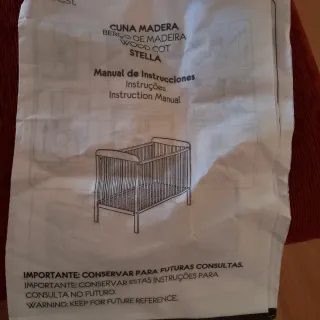 CUNA MADERA
BERÇO DE MADEIRA
WOOD COT
STELLA
Manual de Instrucciones
Instruções
Instruction Manual
IMPORTANTE: CONSERVAR PARA FUTURAS CONSULTAS.
IMPORTANTE: CONSERVAR ESTAS INSTRUÇÕES PARA
CONSULTA NO FUTURO.
WARNING: KEEP FOR FUTURE REFERENCE.